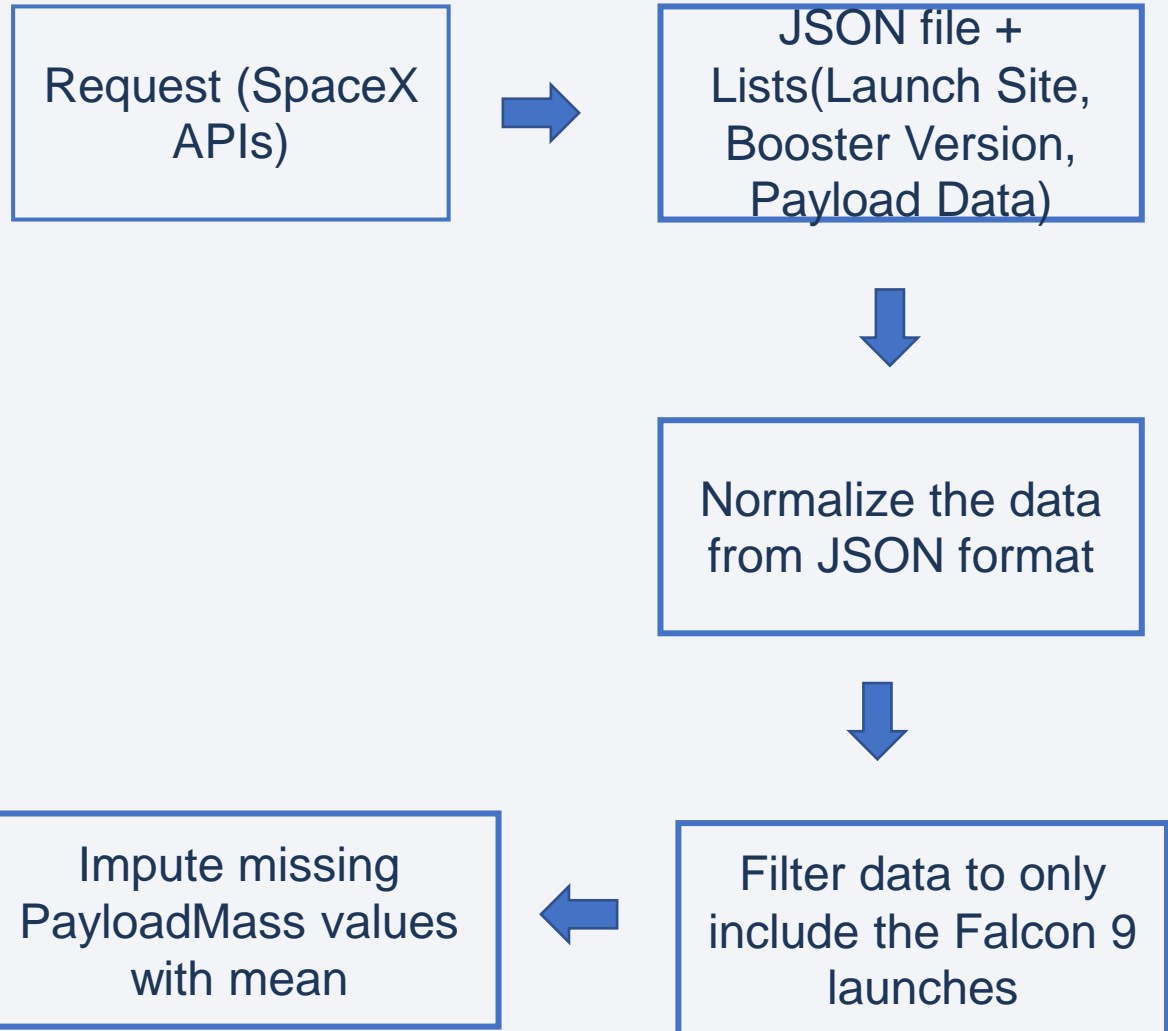 Request (SpaceX
APIs)
JSON file +
Lists(Launch Site,
Booster Version,
Payload Data)
Normalize the data
from JSON format
Filter data to only
include the Falcon 9
launches
Impute missing
PayloadMass values
with mean